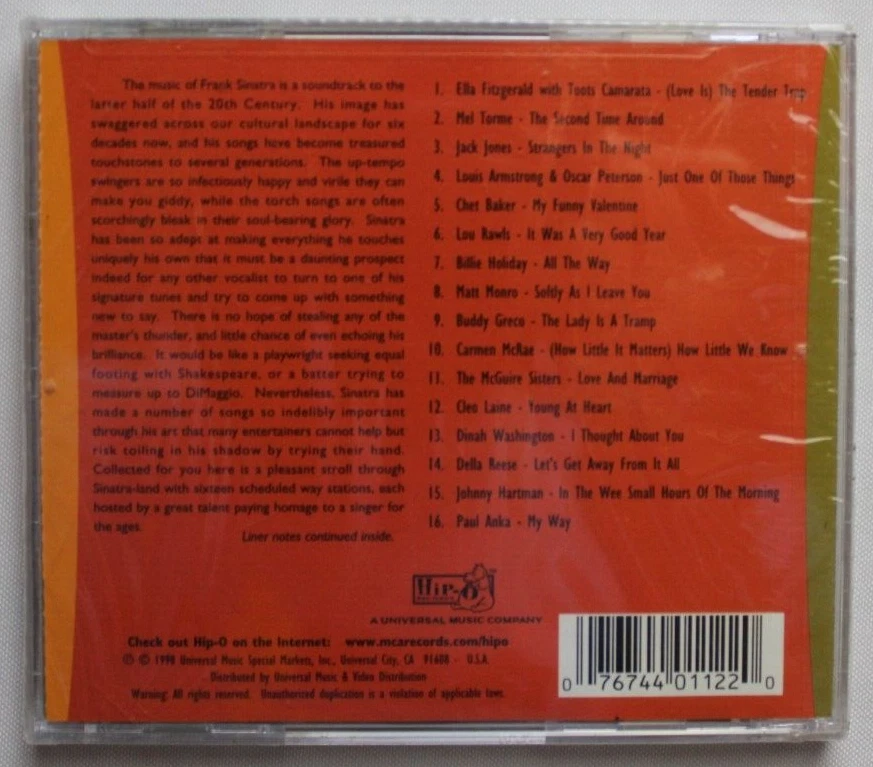 The music of Frank Sinatra is a soundtrack to the
latter half of the 20th Century. His image has
swaggered across our cultural landscape for six
decades now, and his songs have become treasured
touchstones to several generations. The up-tempo
swingers are so infectiously happy and virile they can
make you giddy, while the torch songs are often
scorchingly bleak in their soul-bearing glory. Sinatra
has been so adept at making everything he touches
uniquely his own that it must be a daunting prospect
indeed for any other vocalist to turn to one of his
signature tunes and try to come up with something
new to say. There is no hope of stealing any of the
master's thunder, and little chance of even echoing his
brilliance. It would be like a playwright seeking equal
footing with Shakespeare, or a batter trying to
measure up to DiMaggio. Nevertheless, Sinatra has
made a number of songs so indelibly important
through his art that many entertainers cannot help but
risk toiling in his shadow by trying their hand.
Collected for you here is a pleasant stroll through
Sinatra-land with sixteen scheduled way stations, each
hosted by a great talent paying homage to a singer for
the ages.
Liner notes continued inside.
1. Ella Fitzgerald with Toots Camarata - (Love Is) The Tender Trap
2. Mel Torme - The Second Time Around
3. Jack Jones - Strangers In The Night
4. Louis Armstrong & Oscar Peterson - Just One Of Those Things
5. Chet Baker - My Funny Valentine
6. Lou Rawls - It Was A Very Good Year
7. Billie Holiday - All The Way
8. Matt Monro - Softly As I Leave You
9. Buddy Greco - The Lady Is A Tramp
10. Carmen McRae - (How Little It Matters) How Little We Know
11. The McGuire Sisters - Love And Marriage
12. Cleo Laine - Young At Heart
13. Dinah Washington - I Thought About You
14. Della Reese - Let's Get Away From It All
15. Johnny Hartman - In The Wee Small Hours Of The Morning
16. Paul Anka - My Way
HIP-O
A UNIVERSAL MUSIC COMPANY
Check out Hip-O on the Internet: www.mcarecords.com/hipo
℗ © 1998 Universal Music Special Markets, Inc., Universal City, CA 91608 - U.S.A.
Distributed by Universal Music & Video Distribution
Warning: All rights reserved. Unauthorized duplication is a violation of applicable laws.
0 76744 01122 0